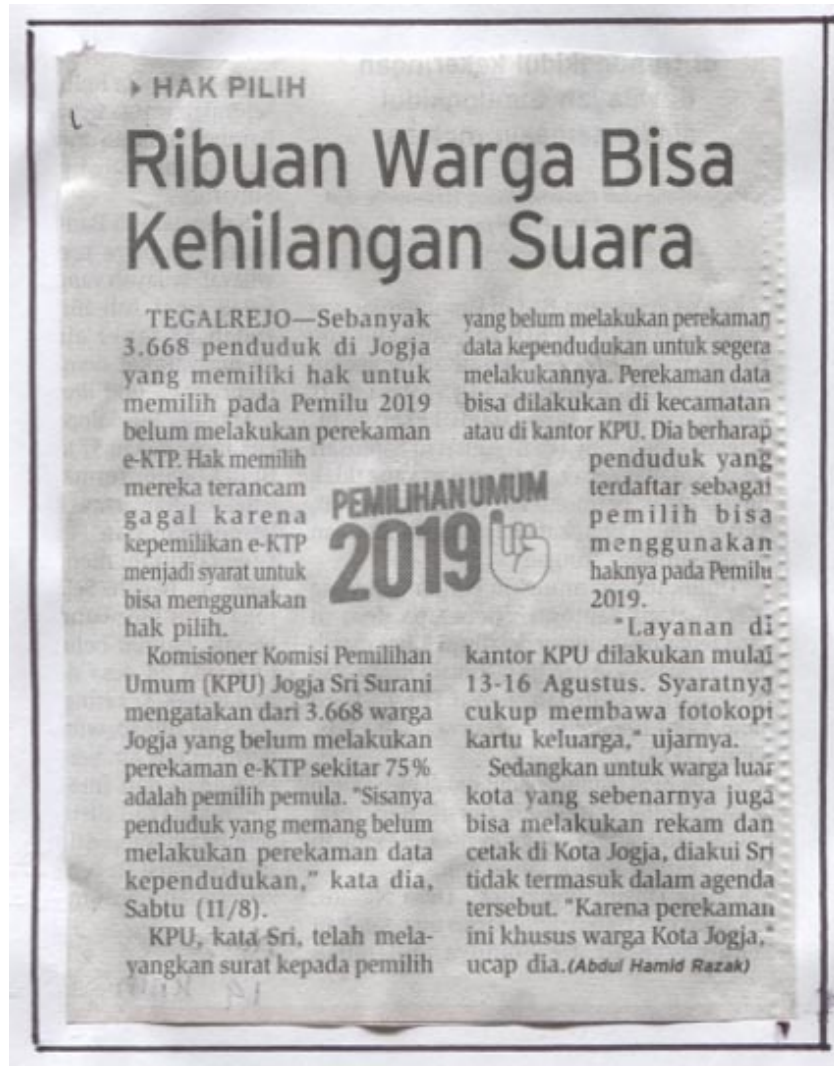 HAK PILIH
Ribuan Warga Bisa
Kehilangan Suara
TEGALREJO—Sebanyak
3.668 penduduk di Jogja
yang memiliki hak untuk
memilih pada Pemilu 2019
belum melakukan perekaman
e-KTP. Hak memilih
mereka terancam
gagal karena
kepemilikan e-KTP
menjadi syarat untuk
bisa menggunakan
hak pilih.
Komisioner Komisi Pemilihan
Umum (KPU) Jogja Sri Surani
mengatakan dari 3.668 warga
Jogja yang belum melakukan
perekaman e-KTP sekitar 75%
adalah pemilih pemula. "Sisanya
penduduk yang memang belum
melakukan perekaman data
kependudukan," kata dia,
Sabtu (11/8).
KPU, kata Sri, telah mela-
yangkan surat kepada pemilih
PEMILIHAN UMUM
2019
yang belum melakukan perekaman
data kependudukan untuk segera
melakukannya. Perekaman data
bisa dilakukan di kecamatan
atau di kantor KPU. Dia berharap
penduduk yang
terdaftar sebagai
pemilih bisa
menggunakan
haknya pada Pemilu
2019.
"Layanan di
kantor KPU dilakukan mulai
13-16 Agustus. Syaratnya
cukup membawa fotokopi
kartu keluarga," ujarnya.
Sedangkan untuk warga luar
kota yang sebenarnya juga
bisa melakukan rekam dan
cetak di Kota Jogja, diakui Sri
tidak termasuk dalam agenda
tersebut. "Karena perekaman
ini khusus warga Kota Jogja,"
ucap dia. (Abdul Hamid Razak)